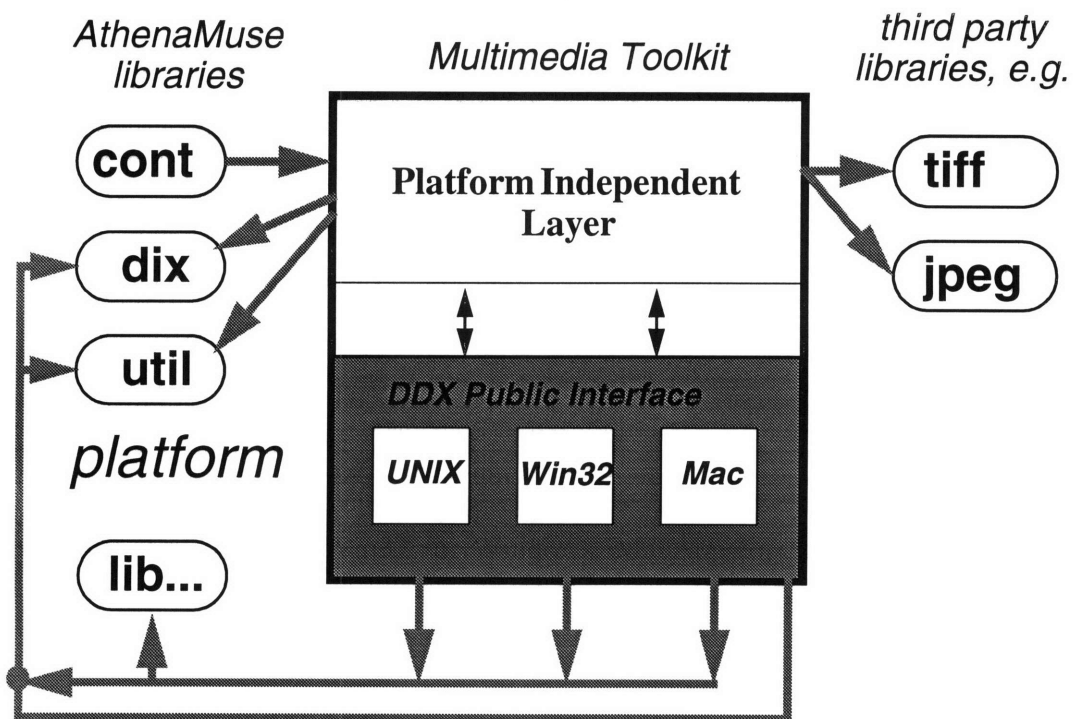 AthenaMuse
libraries
Multimedia Toolkit
third party
libraries, e.g.
cont
dix
util
platform
lib...
Platform Independent
Layer
DDX Public Interface
UNIX
Win32
Mac
tiff
jpeg